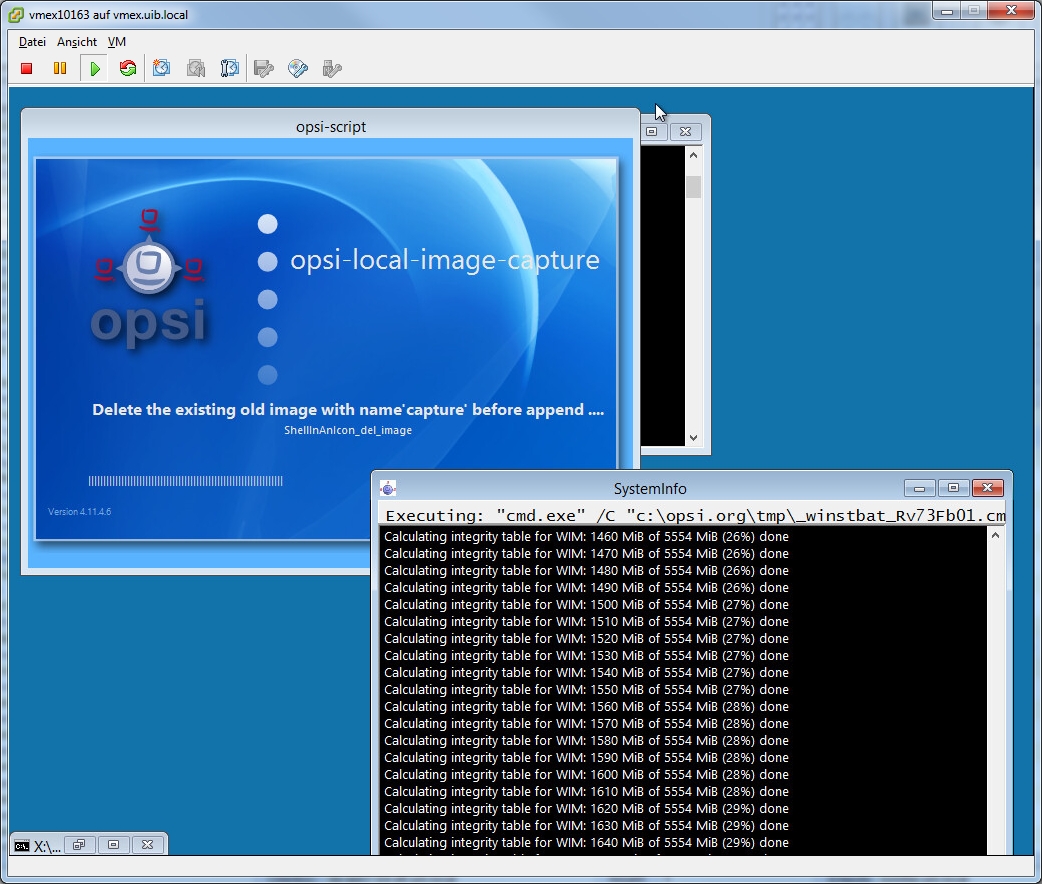 vmex10163 auf vmex.uib.local
Datei Ansicht VM
opsi-script
opsi
opsi-local-image-capture
Delete the existing old image with name'capture' before append ....
ShellInAnIcon_del_image
Version 4.11.4.6
SystemInfo
Executing: "cmd.exe" /C "c:\opsi.org\tmp\_winstbat_Rv73Fb01.cm
Calculating integrity table for WIM: 1460 MiB of 5554 MiB (26%) done
Calculating integrity table for WIM: 1470 MiB of 5554 MiB (26%) done
Calculating integrity table for WIM: 1480 MiB of 5554 MiB (26%) done
Calculating integrity table for WIM: 1490 MiB of 5554 MiB (26%) done
Calculating integrity table for WIM: 1500 MiB of 5554 MiB (27%) done
Calculating integrity table for WIM: 1510 MiB of 5554 MiB (27%) done
Calculating integrity table for WIM: 1520 MiB of 5554 MiB (27%) done
Calculating integrity table for WIM: 1530 MiB of 5554 MiB (27%) done
Calculating integrity table for WIM: 1540 MiB of 5554 MiB (27%) done
Calculating integrity table for WIM: 1550 MiB of 5554 MiB (27%) done
Calculating integrity table for WIM: 1560 MiB of 5554 MiB (28%) done
Calculating integrity table for WIM: 1570 MiB of 5554 MiB (28%) done
Calculating integrity table for WIM: 1580 MiB of 5554 MiB (28%) done
Calculating integrity table for WIM: 1590 MiB of 5554 MiB (28%) done
Calculating integrity table for WIM: 1600 MiB of 5554 MiB (28%) done
Calculating integrity table for WIM: 1610 MiB of 5554 MiB (28%) done
Calculating integrity table for WIM: 1620 MiB of 5554 MiB (29%) done
Calculating integrity table for WIM: 1630 MiB of 5554 MiB (29%) done
Calculating integrity table for WIM: 1640 MiB of 5554 MiB (29%) done
X:\...